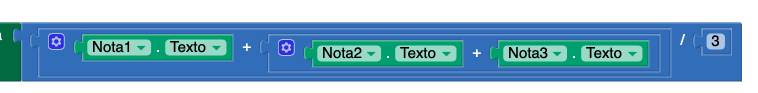 a Nota1 . Texto + Nota2 . Texto + Nota3 . Texto / 3